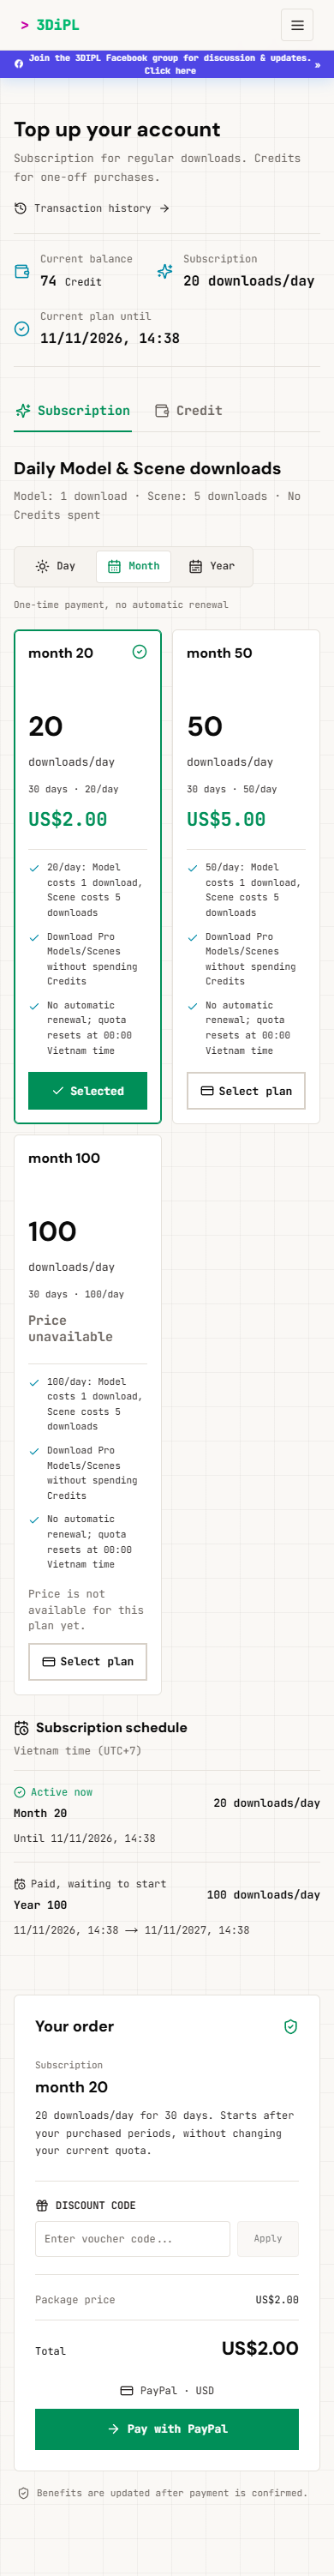 > 3DiPL
Join the 3DIPL Facebook group for discussion & updates.
Click here
»
Top up your account
Subscription for regular downloads. Credits
for one-off purchases.
Transaction history →
Current balance
74 Credit
Subscription
20 downloads/day
Current plan until
11/11/2026, 14:38
Subscription
Credit
Daily Model & Scene downloads
Model: 1 download · Scene: 5 downloads · No
Credits spent
Day
Month
Year
One-time payment, no automatic renewal
month 20
20
downloads/day
30 days · 20/day
US$2.00
20/day: Model
costs 1 download,
Scene costs 5
downloads
Download Pro
Models/Scenes
without spending
Credits
No automatic
renewal; quota
resets at 00:00
Vietnam time
Selected
month 50
50
downloads/day
30 days · 50/day
US$5.00
50/day: Model
costs 1 download,
Scene costs 5
downloads
Download Pro
Models/Scenes
without spending
Credits
No automatic
renewal; quota
resets at 00:00
Vietnam time
Select plan
month 100
100
downloads/day
30 days · 100/day
Price
unavailable
100/day: Model
costs 1 download,
Scene costs 5
downloads
Download Pro
Models/Scenes
without spending
Credits
No automatic
renewal; quota
resets at 00:00
Vietnam time
Price is not
available for this
plan yet.
Select plan
Subscription schedule
Vietnam time (UTC+7)
Active now
Month 20
20 downloads/day
Until 11/11/2026, 14:38
Paid, waiting to start
Year 100
100 downloads/day
11/11/2026, 14:38 → 11/11/2027, 14:38
Your order
Subscription
month 20
20 downloads/day for 30 days. Starts after
your purchased periods, without changing
your current quota.
DISCOUNT CODE
Enter voucher code...
Apply
Package price
US$2.00
Total
US$2.00
PayPal · USD
→ Pay with PayPal
Benefits are updated after payment is confirmed.